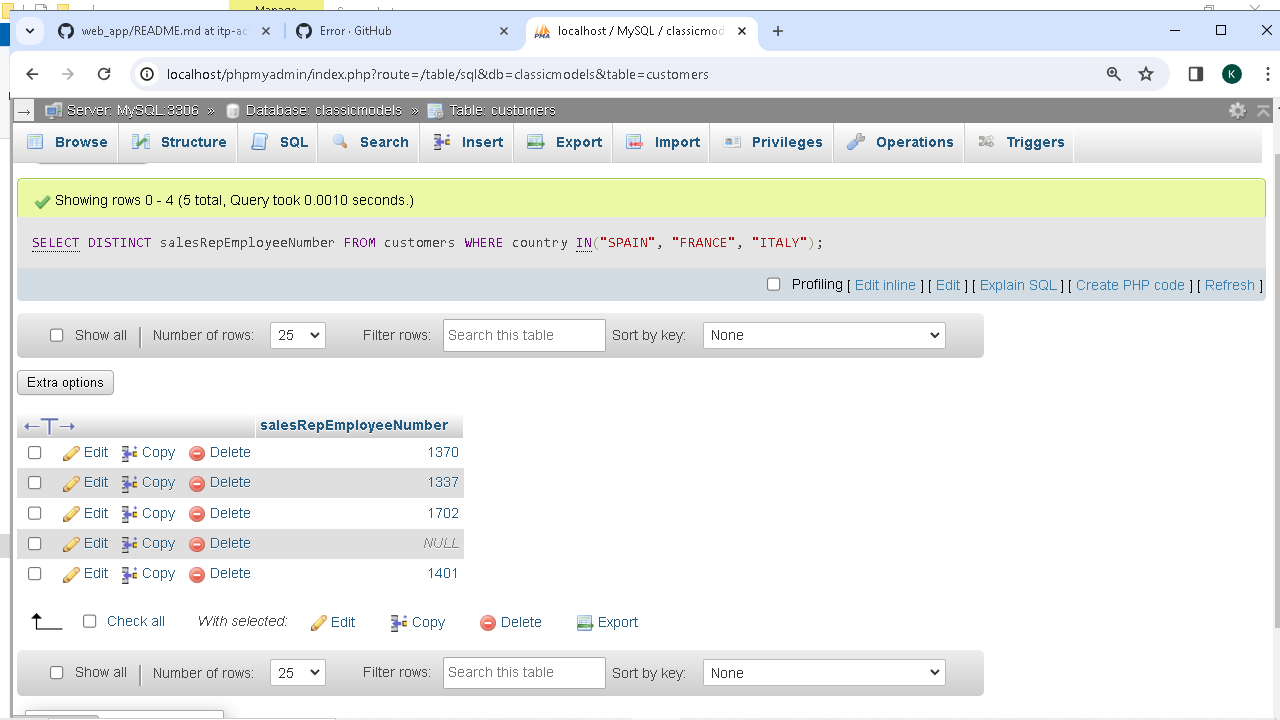 Manage
web_app/README.md at itp-ac
Error · GitHub
localhost / MySQL / classicmod
localhost/phpmyadmin/index.php?route=/table/sql&db=classicmodels&table=customers
K
Server: MySQL:3306 » Database: classicmodels » Table: customers
Browse Structure SQL Search Insert Export Import Privileges Operations Triggers
Showing rows 0 - 4 (5 total, Query took 0.0010 seconds.)
SELECT DISTINCT salesRepEmployeeNumber FROM customers WHERE country IN("SPAIN", "FRANCE", "ITALY");
Profiling [ Edit inline ] [ Edit ] [ Explain SQL ] [ Create PHP code ] [ Refresh ]
Show all Number of rows: 25 Filter rows: Search this table Sort by key: None
Extra options
salesRepEmployeeNumber
Edit Copy Delete 1370
Edit Copy Delete 1337
Edit Copy Delete 1702
Edit Copy Delete NULL
Edit Copy Delete 1401
Check all With selected: Edit Copy Delete Export
Show all Number of rows: 25 Filter rows: Search this table Sort by key: None